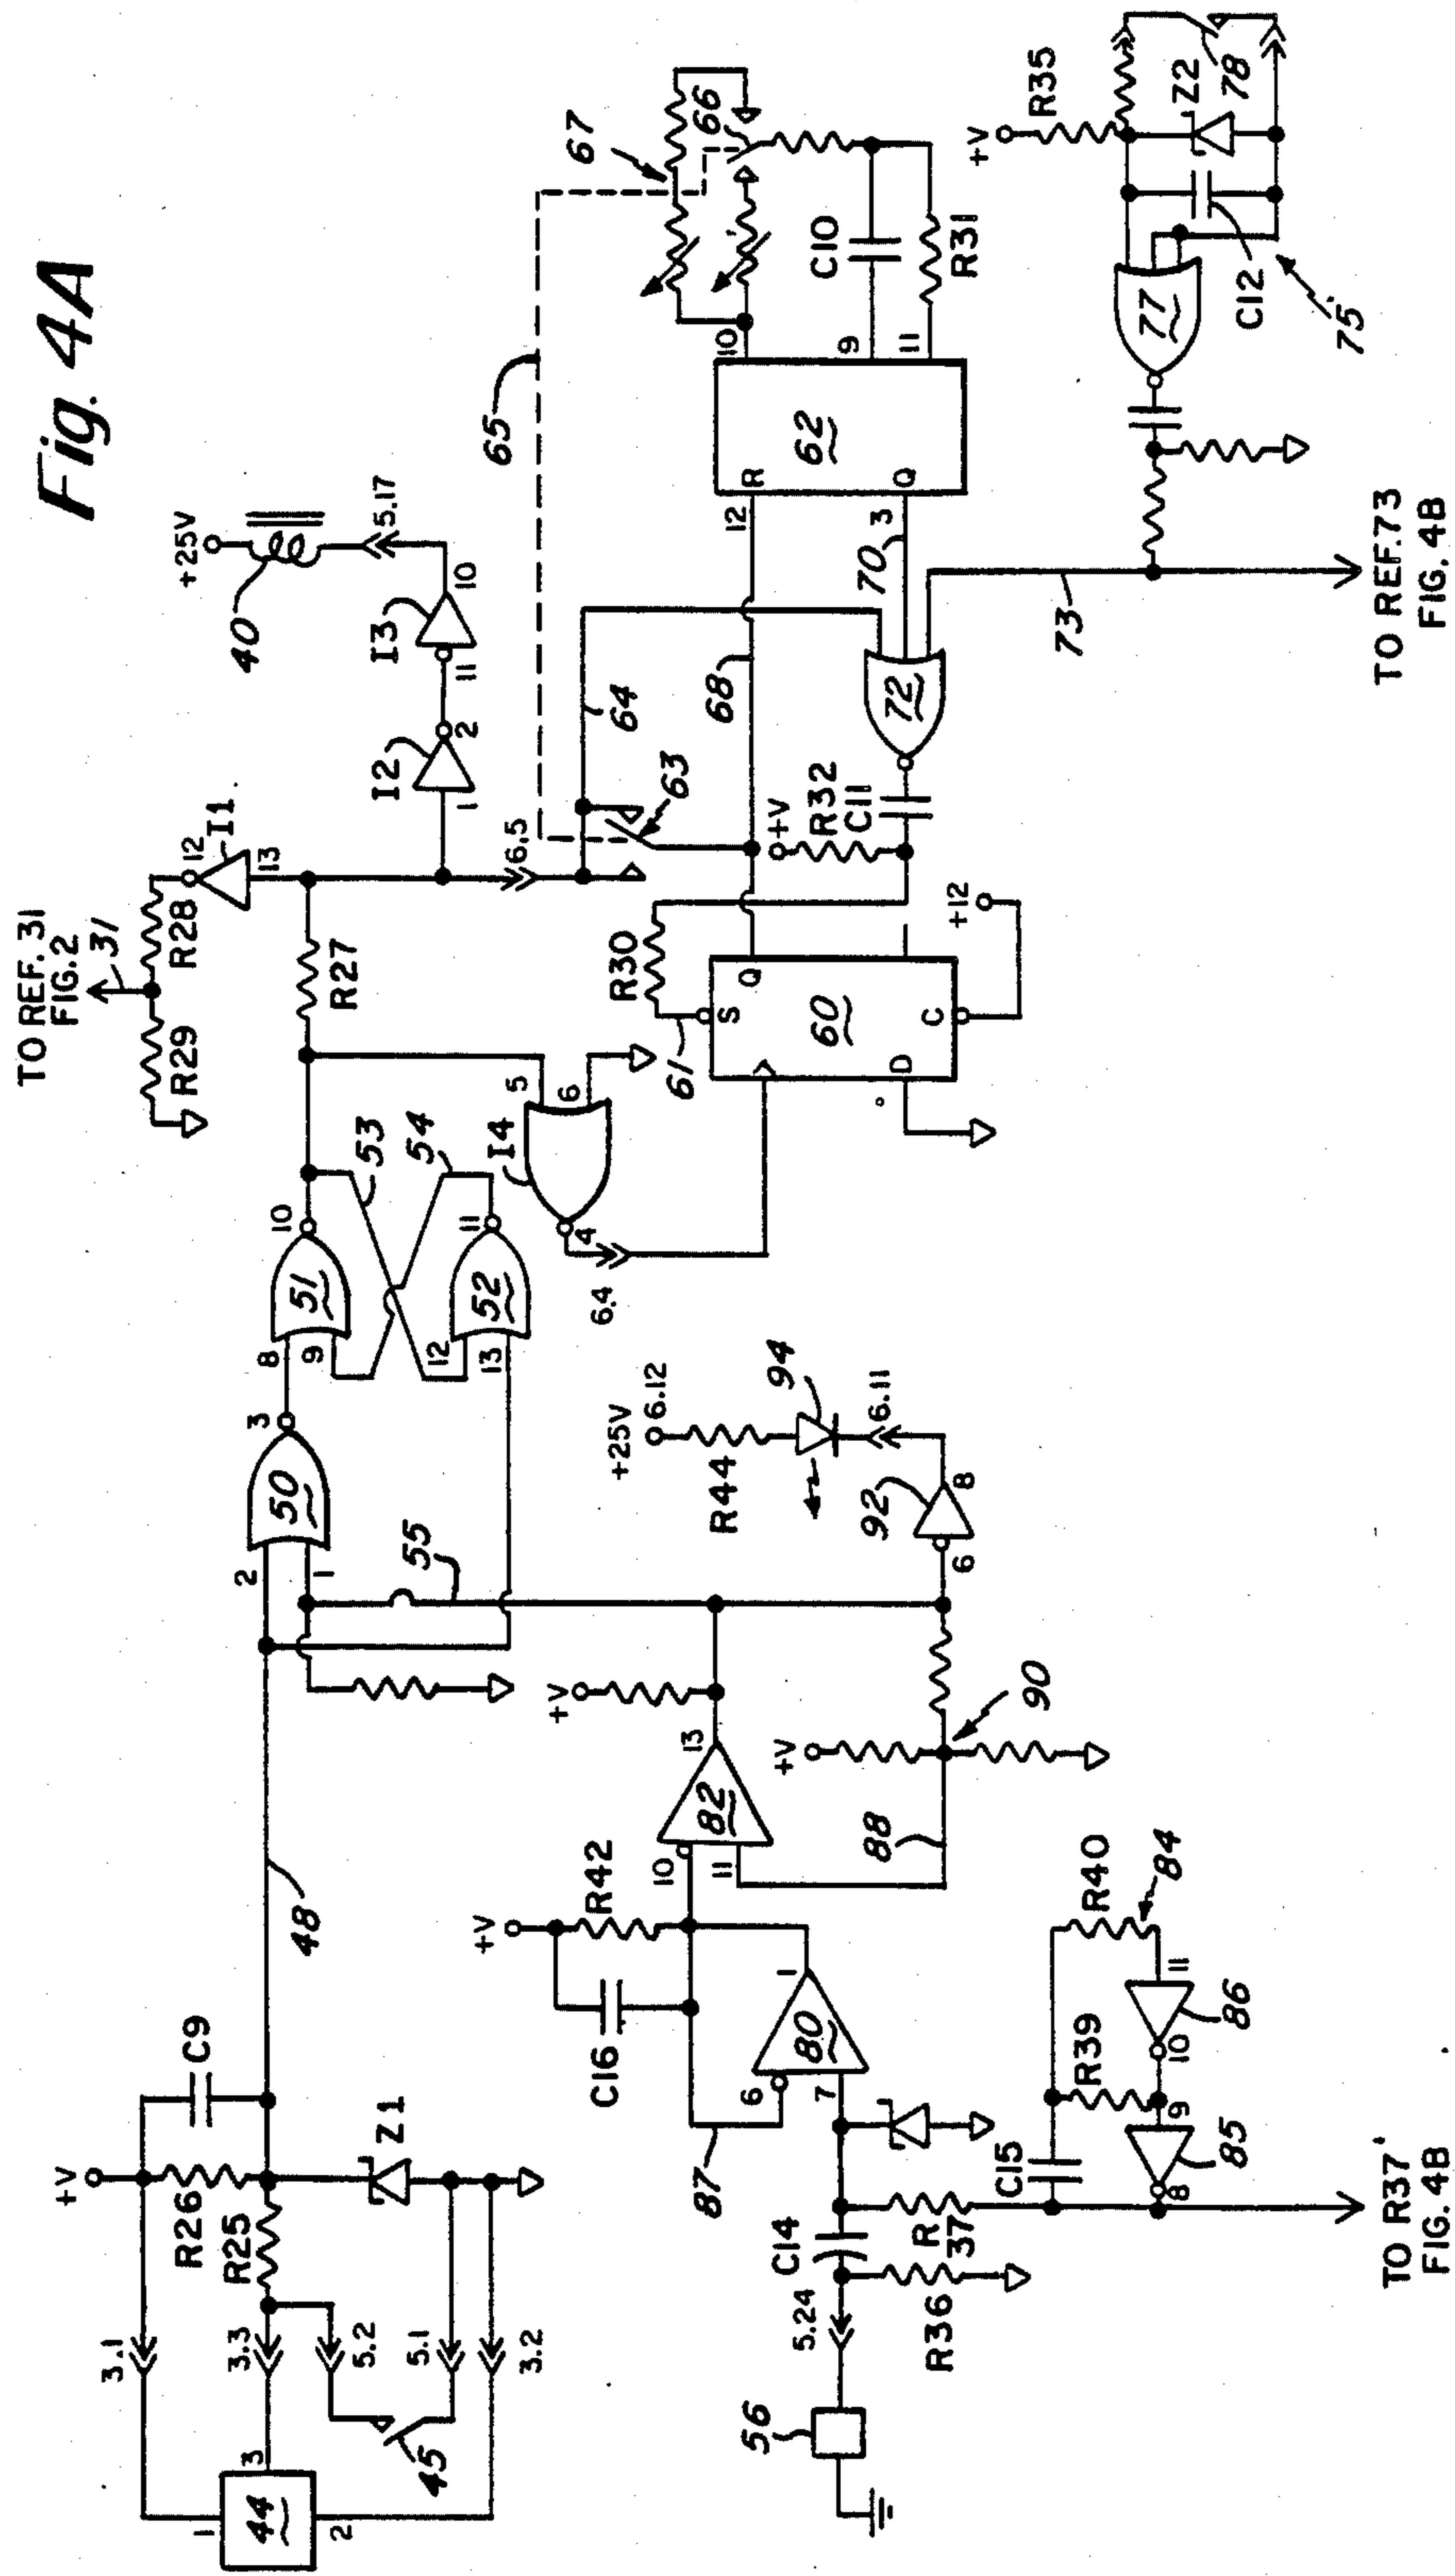 Fig. 4A
TO REF. 31
FIG. 2
31
R29
R28
12
I1
13
+25V
40
5.17
10
I3
11
2
I2
1
R27
6.5
65
64
63
68
67
66
10
9
11
C10
R31
62
R
Q
12
3
70
72
73
+V
R32
C11
R30
61
S
Q
60
D
C
+12
+V
R35
Z2
78
77
C12
75
TO REF.73
FIG. 4B
44
1
3
2
45
3.1
3.3
5.2
5.1
3.2
+V
R26
R25
C9
Z1
48
2
1
50
3
8
9
51
10
53
54
12
13
52
11
5
6
I4
4
6.4
55
+V
13
82
10
11
+V
R42
C16
87
6
7
80
1
88
+V
90
+25V
6.12
R44
94
6.11
92
6
8
56
5.24
R36
C14
R
37
C15
R39
R40
84
11
86
10
9
85
8
TO R37
FIG. 4B